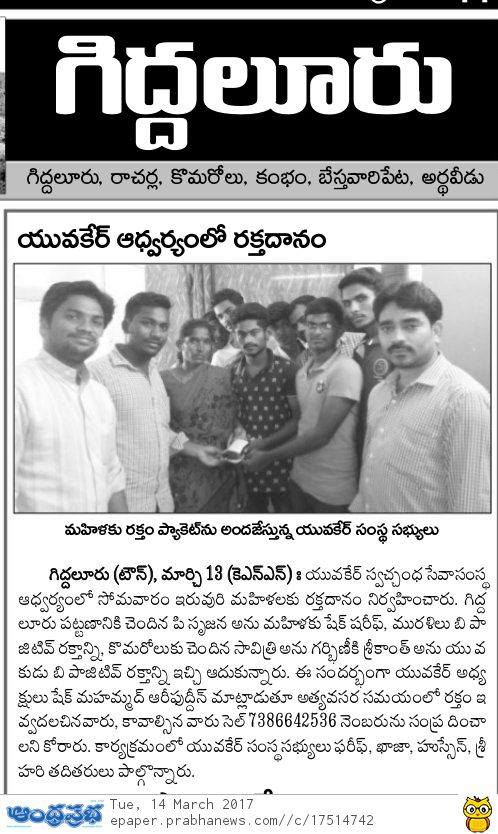 గిద్దలూరు
గిద్దలూరు, రాచర్ల, కొమరోలు, కంభం, బేస్తవారిపేట, అర్థవీడు
యువకేర్ ఆధ్వర్యంలో రక్తదానం
మహిళకు రక్తం ప్యాకెట్‌ను అందజేస్తున్న యువకేర్ సంస్థ సభ్యులు
గిద్దలూరు (టౌన్), మార్చి 13 (కెఎన్ఎన్) : యువకేర్ స్వచ్చంధ సేవాసంస్థ
ఆధ్వర్యంలో సోమవారం ఇరువురి మహిళలకు రక్తదానం నిర్వహించారు. గిద్ద
లూరు పట్టణానికి చెందిన పి సృజన అను మహిళకు షేక్ షరీఫ్, మురళిలు బి పా
జిటివ్ రక్తాన్ని, కొమరోలుకు చెందిన సావిత్రి అను గర్భిణీకి శ్రీకాంత్ అను యు వ
కుడు బి పాజిటివ్ రక్తాన్ని ఇచ్చి ఆదుకున్నారు. ఈ సందర్భంగా యువకేర్ అధ్య
క్షులు షేక్ మహమ్మద్ ఆరీఫుద్దీన్ మాట్లాడుతూ అత్యవసర సమయంలో రక్తం ఇ
వ్వదలచినవారు, కావాల్సిన వారు సెల్ 7386642536 నెంబరును సంప్ర దించా
లని కోరారు. కార్యక్రమంలో యువకేర్ సంస్థ సభ్యులు ఫరీఫ్, ఖాజా, హుస్సేన్, శ్రీ
హరి తదితరులు పాల్గొన్నారు.
ఆంధ్రప్రభ
Tue, 14 March 2017
epaper.prabhanews.com//c/17514742